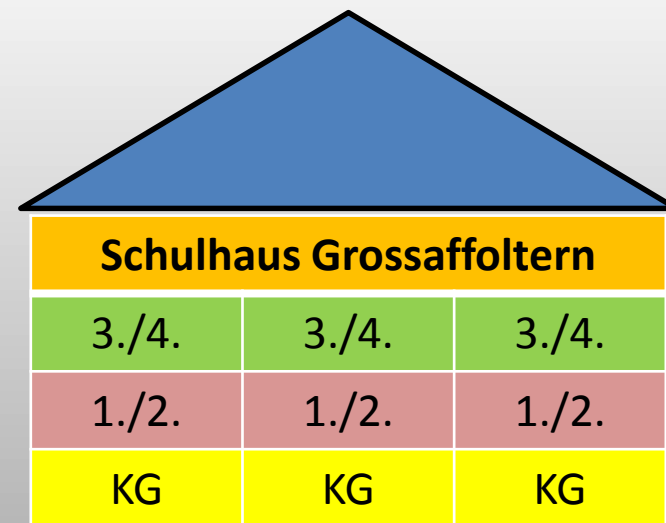 Schulhaus Grossaffoltern
3./4. 3./4. 3./4.
1./2. 1./2. 1./2.
KG KG KG